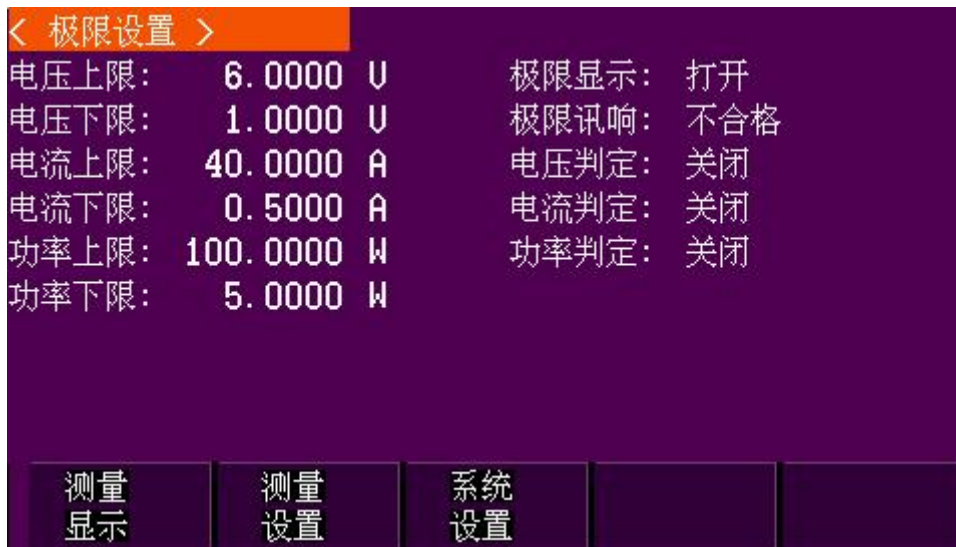 < 极限设置 >
电压上限: 6.0000 V 极限显示: 打开
电压下限: 1.0000 V 极限讯响: 不合格
电流上限: 40.0000 A 电压判定: 关闭
电流下限: 0.5000 A 电流判定: 关闭
功率上限: 100.0000 W 功率判定: 关闭
功率下限: 5.0000 W
测量 测量 系统
显示 设置 设置